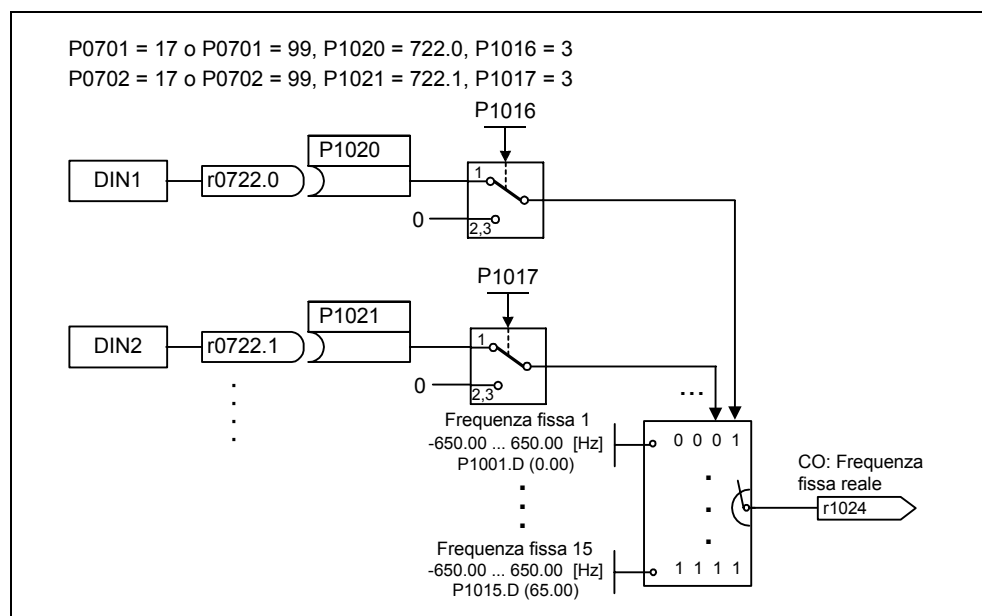 P0701 = 17 o P0701 = 99, P1020 = 722.0, P1016 = 3
P0702 = 17 o P0702 = 99, P1021 = 722.1, P1017 = 3
P1016
P1020
DIN1
r0722.0
1
0
2,3
P1017
P1021
DIN2
r0722.1
1
0
2,3
...
Frequenza fissa 1
-650.00 ... 650.00 [Hz]
P1001.D (0.00)
0 0 0 1
CO: Frequenza
fissa reale
r1024
Frequenza fissa 15
-650.00 ... 650.00 [Hz]
P1015.D (65.00)
1 1 1 1